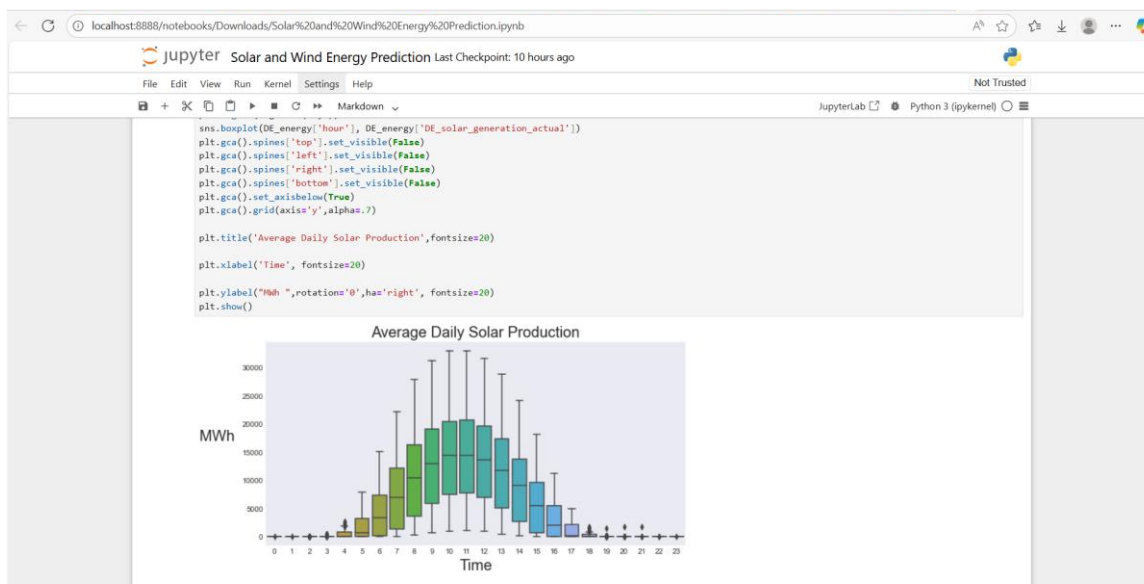 localhost:8888/notebooks/Downloads/Solar%20and%20Wind%20Energy%20Prediction.ipynb
jupyter Solar and Wind Energy Prediction Last Checkpoint: 10 hours ago
File Edit View Run Kernel Settings Help Not Trusted
Markdown JupyterLab Python 3 (ipykernel)
sns.boxplot(DE_energy['hour'], DE_energy['DE_solar_generation_actual'])
plt.gca().spines['top'].set_visible(False)
plt.gca().spines['left'].set_visible(False)
plt.gca().spines['right'].set_visible(False)
plt.gca().spines['bottom'].set_visible(False)
plt.gca().set_axisbelow(True)
plt.gca().grid(axis='y',alpha=.7)
plt.title('Average Daily Solar Production',fontsize=20)
plt.xlabel('Time', fontsize=20)
plt.ylabel("MWh ",rotation='0',ha='right', fontsize=20)
plt.show()
Average Daily Solar Production
30000
25000
20000
MWh
15000
10000
5000
0
0 1 2 3 4 5 6 7 8 9 10 11 12 13 14 15 16 17 18 19 20 21 22 23
Time